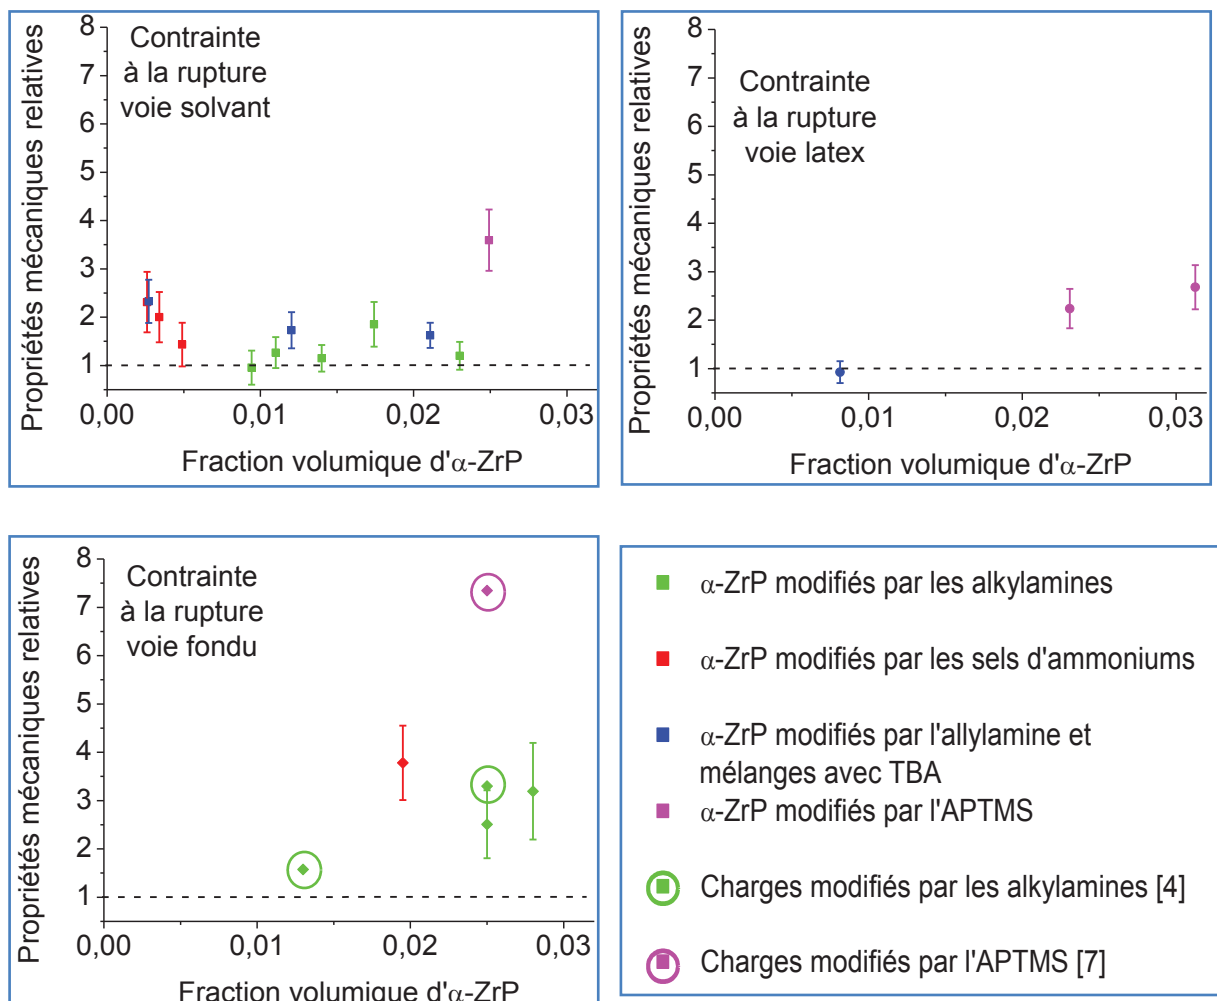 Propriétés mécaniques relatives
8
7
6
5
4
3
2
1
Contrainte
à la rupture
voie solvant
0,00
0,01
0,02
0,03
Fraction volumique d'α-ZrP
Propriétés mécaniques relatives
8
7
6
5
4
3
2
1
Contrainte
à la rupture
voie latex
0,00
0,01
0,02
0,03
Fraction volumique d'α-ZrP
Propriétés mécaniques relatives
8
7
6
5
4
3
2
1
Contrainte
à la rupture
voie fondu
0,00
0,01
0,02
0,03
Fraction volumique d'α-ZrP
α-ZrP modifiés par les alkylamines
α-ZrP modifiés par les sels d'ammoniums
α-ZrP modifiés par l'allylamine et
mélanges avec TBA
α-ZrP modifiés par l'APTMS
Charges modifiés par les alkylamines [4]
Charges modifiés par l'APTMS [7]